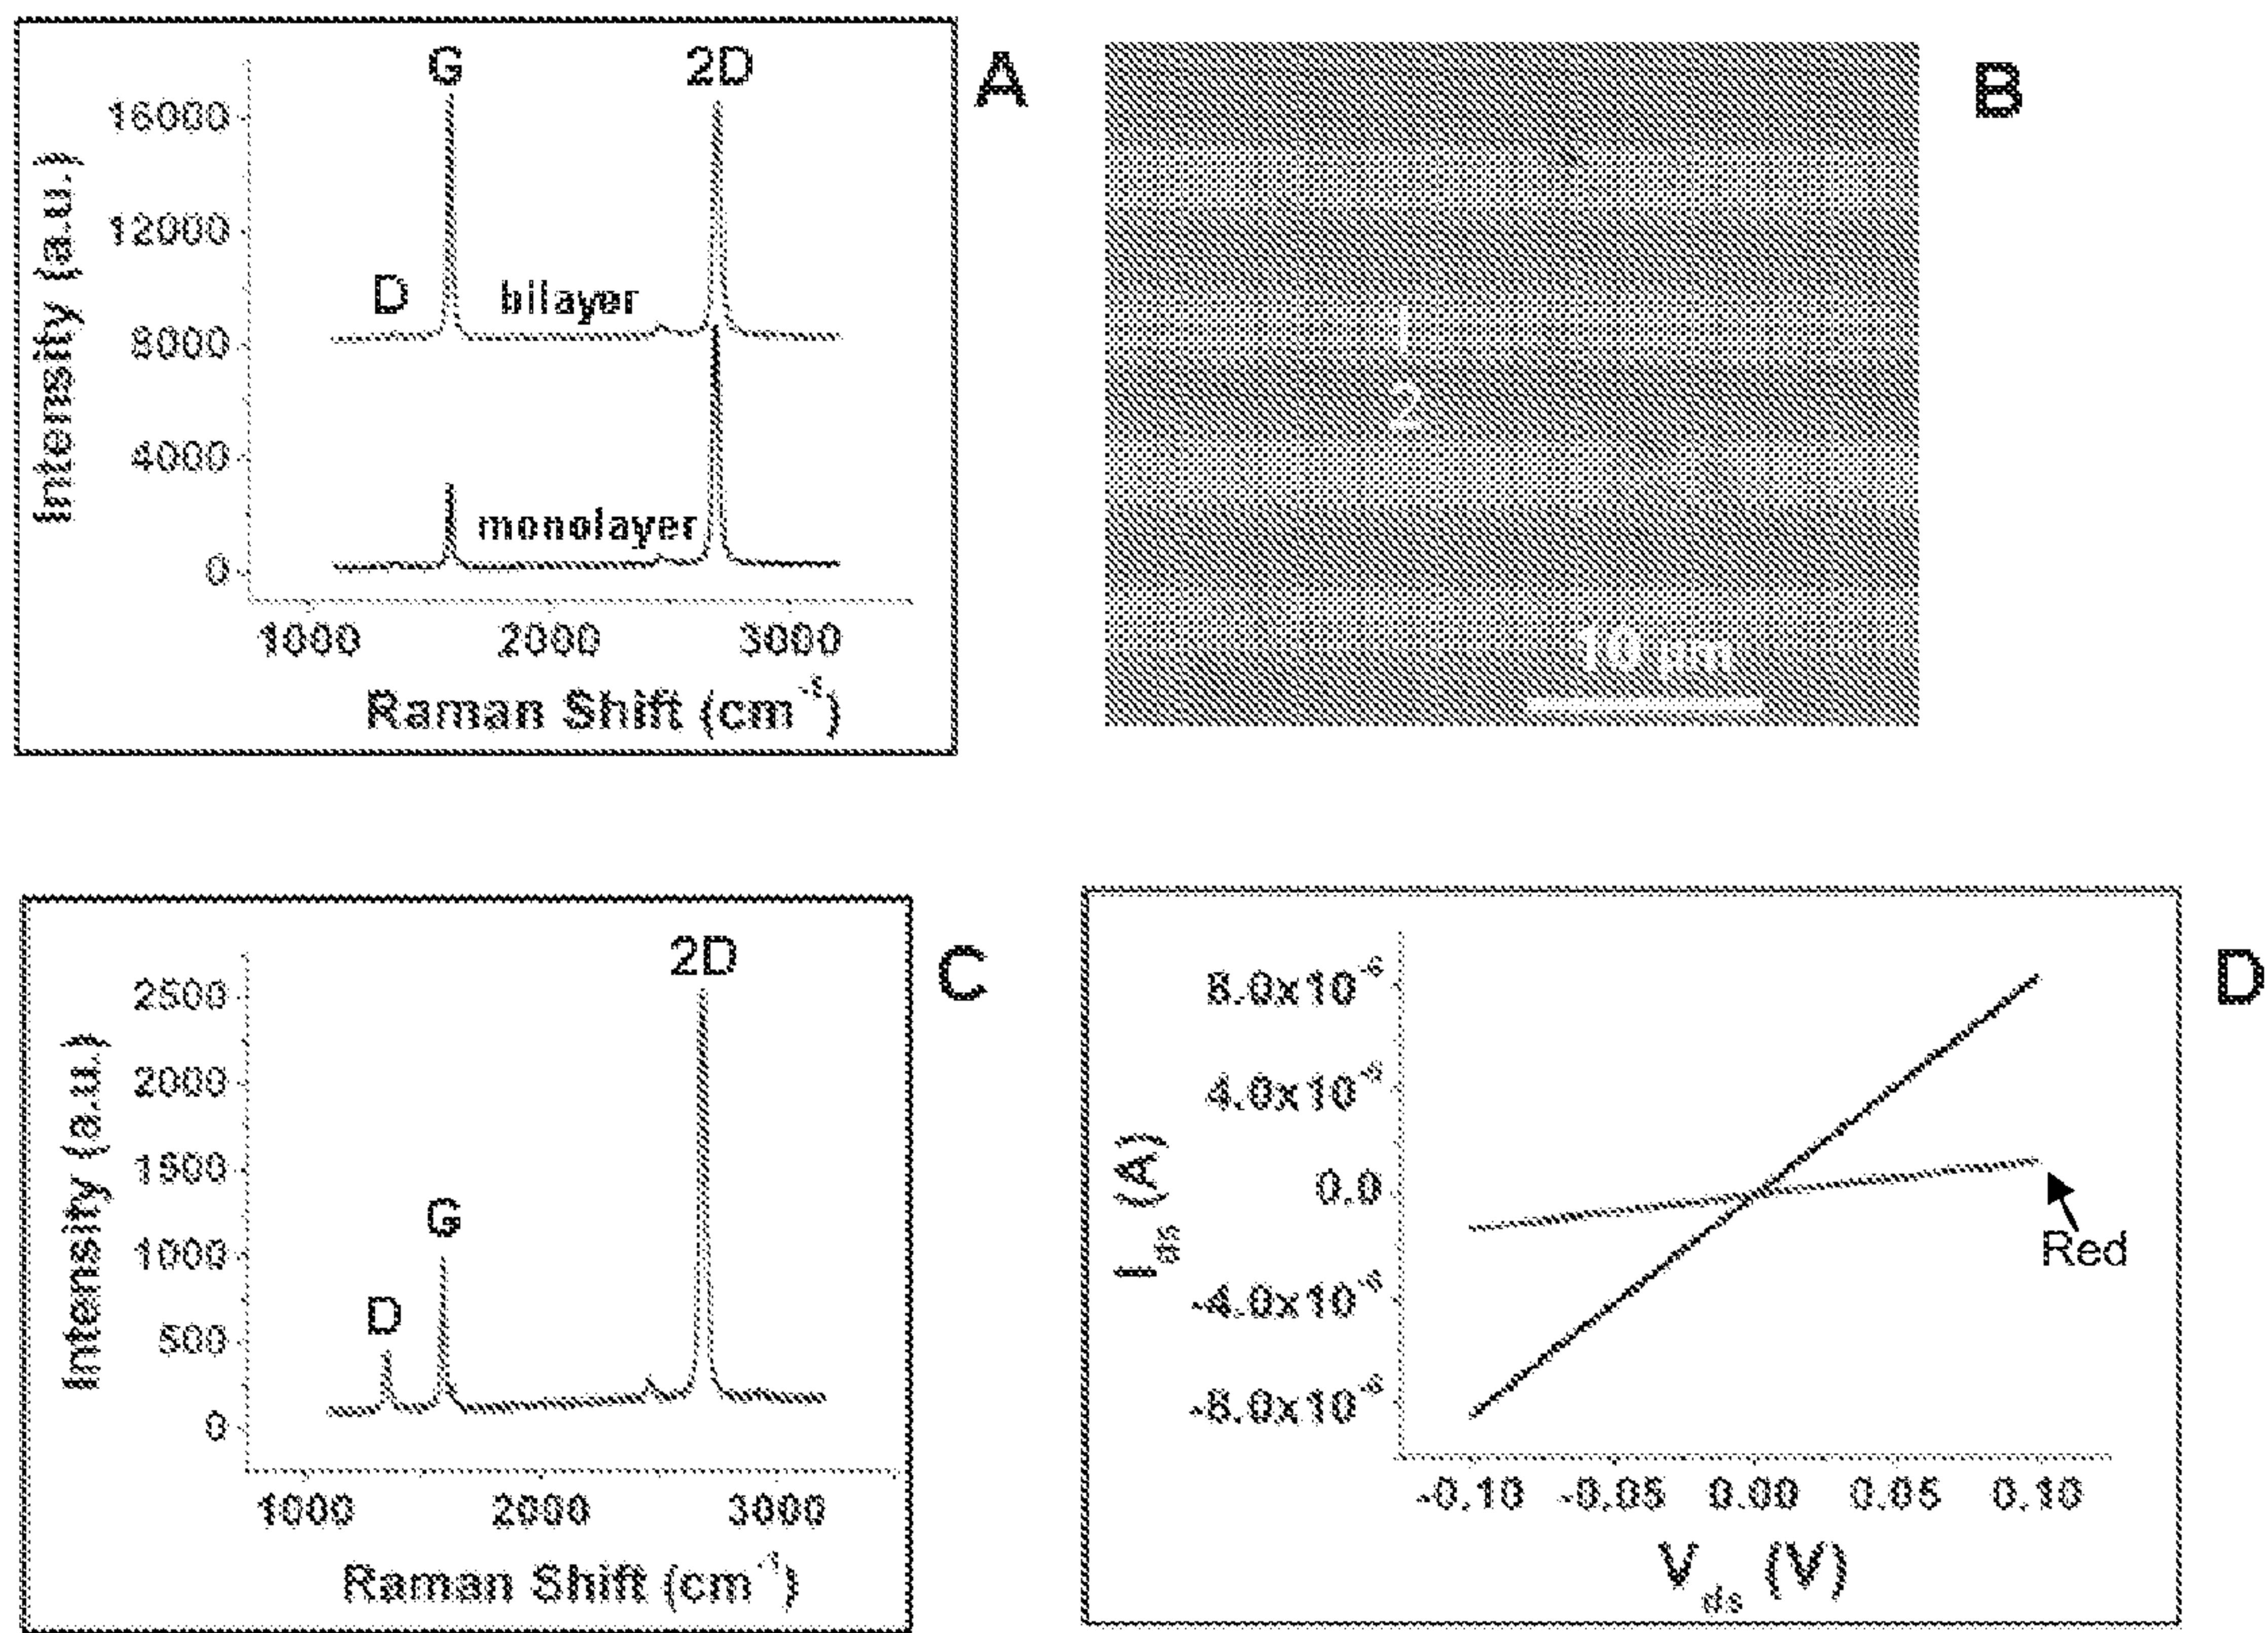 A
G 2D
16000
12000
D bilayer
8000
4000
monolayer
0
1000 2000 3000
Intensity (a.u.)
Raman Shift (cm⁻¹)
B
1
2
10 µm
C
2D
2500
2000
1500
G
1000
D
500
0
1000 2000 3000
Intensity (a.u.)
Raman Shift (cm⁻¹)
D
8.0x10⁻⁶
4.0x10⁻⁶
0.0
-4.0x10⁻⁶
-8.0x10⁻⁶
Red
-0.10 -0.05 0.00 0.05 0.10
I_ds (A)
V_ds (V)